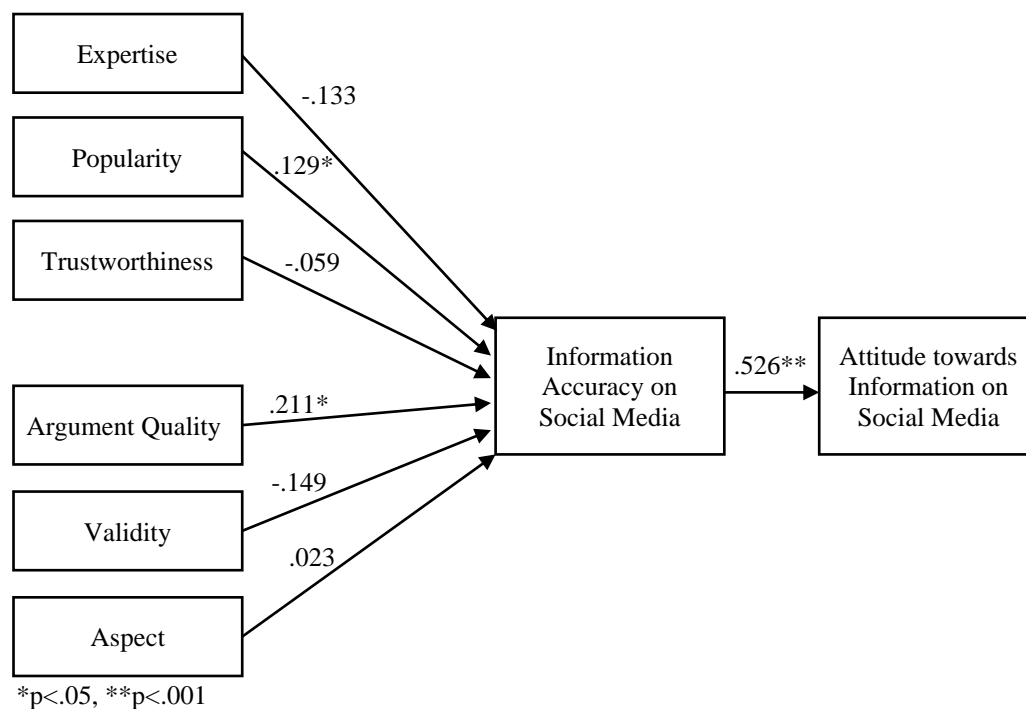 Expertise
-.133
Popularity
.129*
Trustworthiness
-.059
Information
Accuracy on
Social Media
.526**
Attitude towards
Information on
Social Media
Argument Quality
.211*
Validity
-.149
Aspect
.023
*p<.05, **p<.001